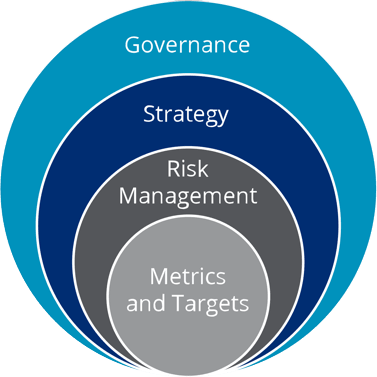 Governance
Strategy
Risk
Management
Metrics
and Targets